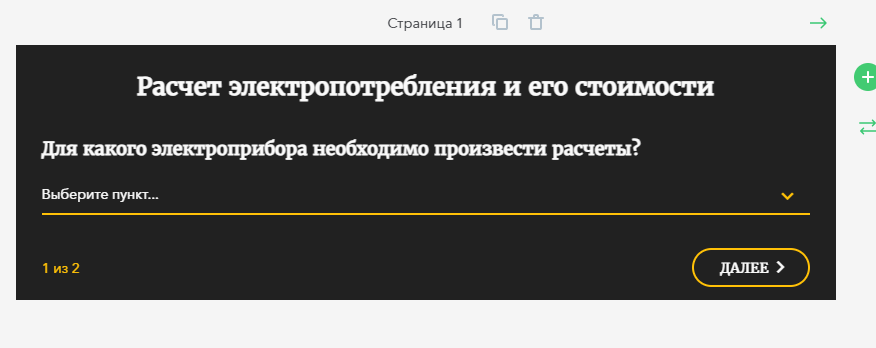 Страница 1
Расчет электропотребления и его стоимости
Для какого электроприбора необходимо произвести расчеты?
Выберите пункт...
1 из 2
ДАЛЕЕ